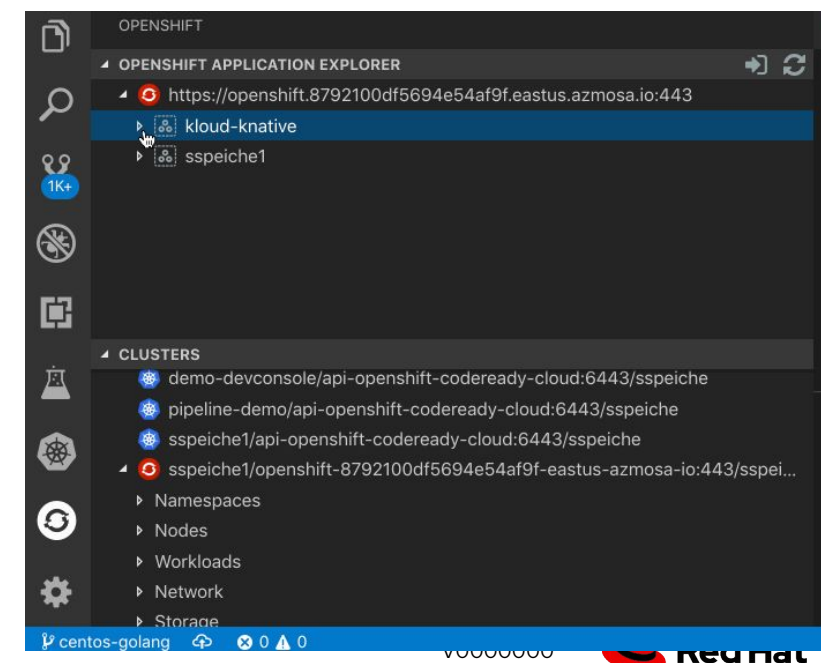 OPENSHIFT
OPENSHIFT APPLICATION EXPLORER
https://openshift.8792100df5694e54af9f.eastus.azmosa.io:443
kloud-knative
sspeiche1
1K+
CLUSTERS
demo-devconsole/api-openshift-codeready-cloud:6443/sspeiche
pipeline-demo/api-openshift-codeready-cloud:6443/sspeiche
sspeiche1/api-openshift-codeready-cloud:6443/sspeiche
sspeiche1/openshift-8792100df5694e54af9f-eastus-azmosa-io:443/sspei...
Namespaces
Nodes
Workloads
Network
Storage
centos-golang 0 0
Red Hat